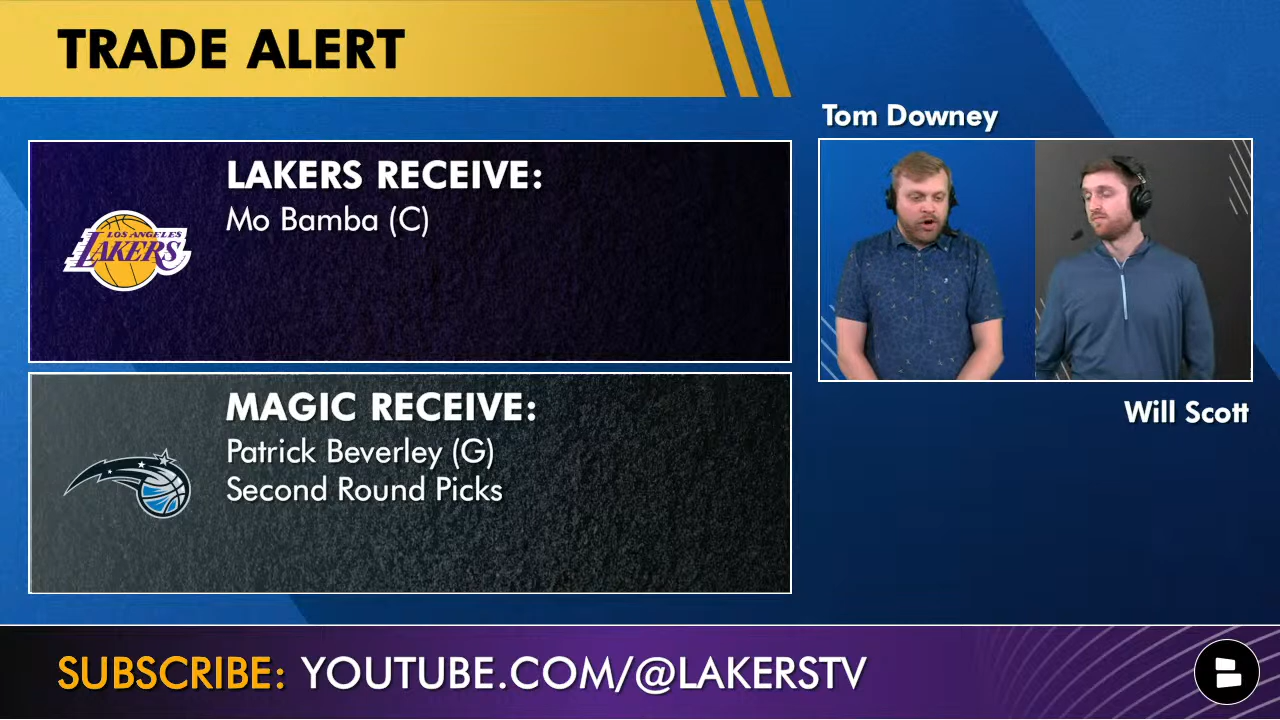 TRADE ALERT
Tom Downey
LAKERS RECEIVE:
Mo Bamba (C)
LOS ANGELES
LAKERS
Will Scott
MAGIC RECEIVE:
Patrick Beverley (G)
Second Round Picks
SUBSCRIBE: YOUTUBE.COM/@LAKERSTV